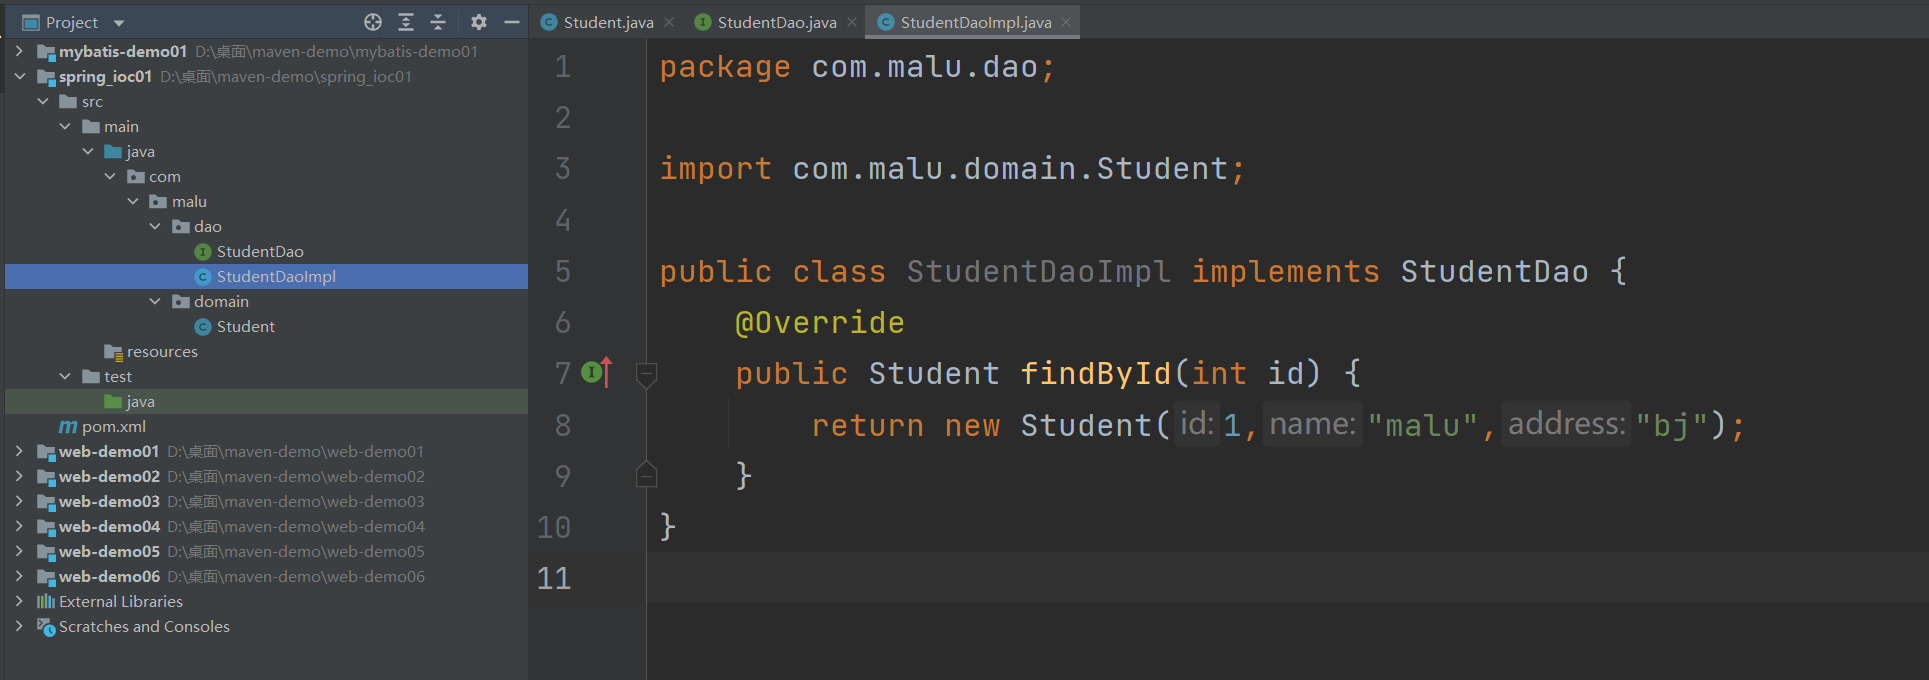 Project
mybatis-demo01 D:\桌面\maven-demo\mybatis-demo01
spring_ioc01 D:\桌面\maven-demo\spring_ioc01
src
main
java
com
malu
dao
StudentDao
StudentDaoImpl
domain
Student
resources
test
java
pom.xml
web-demo01 D:\桌面\maven-demo\web-demo01
web-demo02 D:\桌面\maven-demo\web-demo02
web-demo03 D:\桌面\maven-demo\web-demo03
web-demo04 D:\桌面\maven-demo\web-demo04
web-demo05 D:\桌面\maven-demo\web-demo05
web-demo06 D:\桌面\maven-demo\web-demo06
External Libraries
Scratches and Consoles
Student.java StudentDao.java StudentDaoImpl.java
1 package com.malu.dao;
2
3 import com.malu.domain.Student;
4
5 public class StudentDaoImpl implements StudentDao {
6 @Override
7 public Student findById(int id) {
8 return new Student( id: 1, name: "malu", address: "bj");
9 }
10 }
11